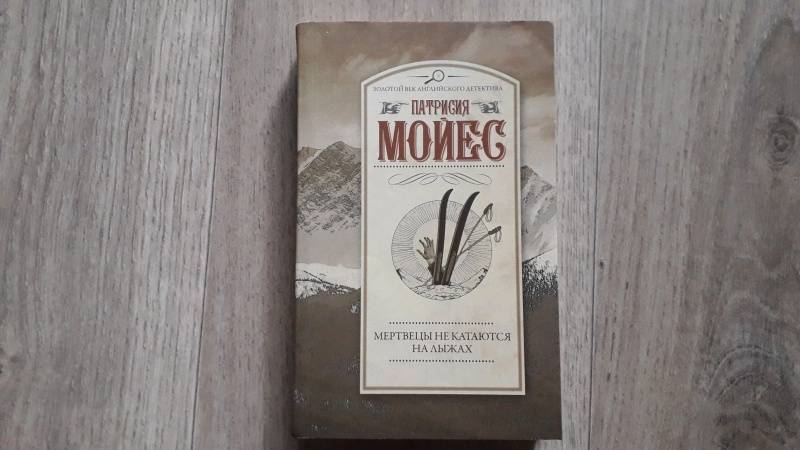 ЗОЛОТОЙ ВЕК АНГЛИЙСКОГО ДЕТЕКТИВА
ПАТРИСИЯ
МОЙЕС
МЕРТВЕЦЫ НЕ КАТАЮТСЯ
НА ЛЫЖАХ